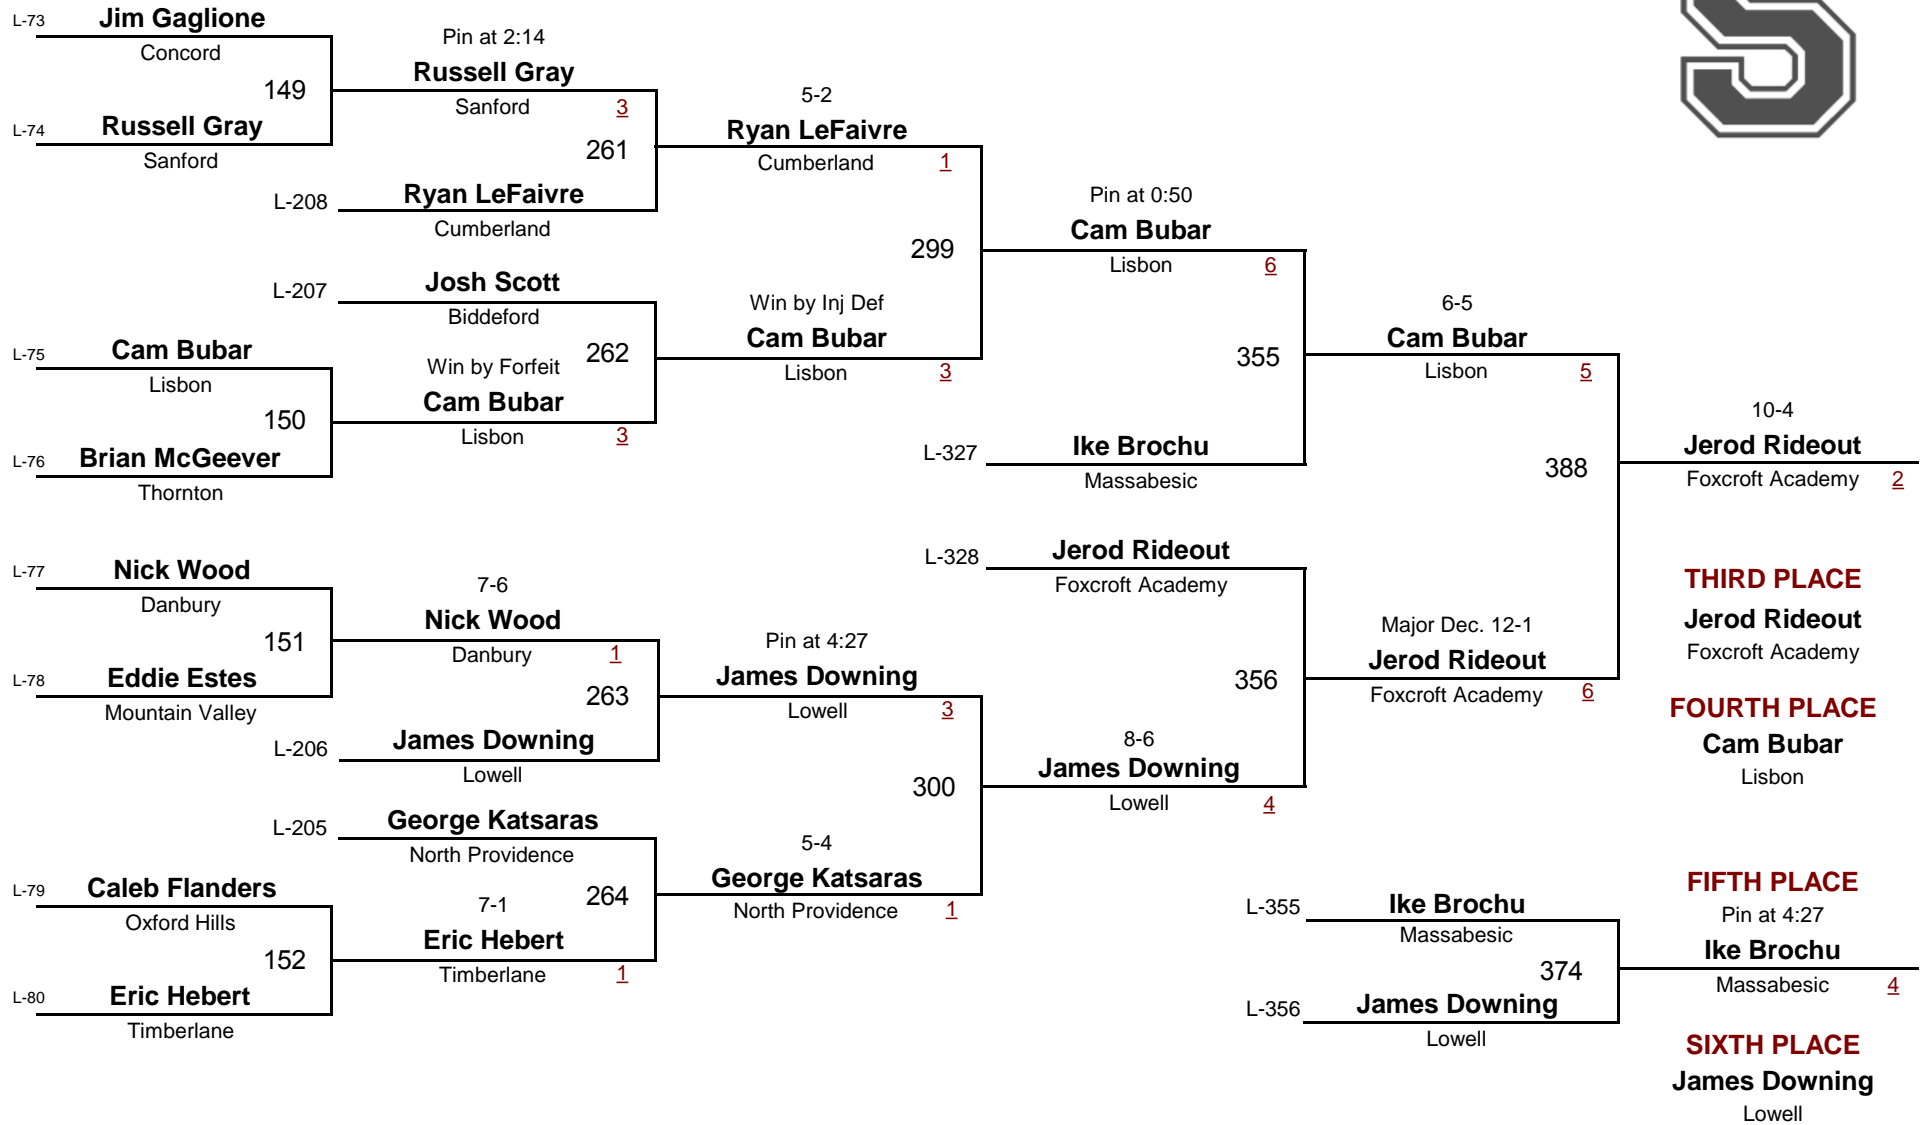 L-73
Jim Gaglione
Concord
149
L-74
Russell Gray
Sanford
Pin at 2:14
Russell Gray
Sanford
3
261
L-208
Ryan LeFaivre
Cumberland
5-2
Ryan LeFaivre
Cumberland
1
299
L-207
Josh Scott
Biddeford
262
L-75
Cam Bubar
Lisbon
150
L-76
Brian McGeever
Thornton
Win by Forfeit
Cam Bubar
Lisbon
3
Win by Inj Def
Cam Bubar
Lisbon
3
Pin at 0:50
Cam Bubar
Lisbon
6
355
L-327
Ike Brochu
Massabesic
6-5
Cam Bubar
Lisbon
5
388
10-4
Jerod Rideout
Foxcroft Academy
2
L-77
Nick Wood
Danbury
151
L-78
Eddie Estes
Mountain Valley
7-6
Nick Wood
Danbury
1
263
L-206
James Downing
Lowell
Pin at 4:27
James Downing
Lowell
3
300
L-205
George Katsaras
North Providence
264
L-79
Caleb Flanders
Oxford Hills
152
L-80
Eric Hebert
Timberlane
7-1
Eric Hebert
Timberlane
1
5-4
George Katsaras
North Providence
1
L-328
Jerod Rideout
Foxcroft Academy
356
8-6
James Downing
Lowell
4
Major Dec. 12-1
Jerod Rideout
Foxcroft Academy
6
THIRD PLACE
Jerod Rideout
Foxcroft Academy
FOURTH PLACE
Cam Bubar
Lisbon
L-355
Ike Brochu
Massabesic
374
L-356
James Downing
Lowell
FIFTH PLACE
Pin at 4:27
Ike Brochu
Massabesic
4
SIXTH PLACE
James Downing
Lowell